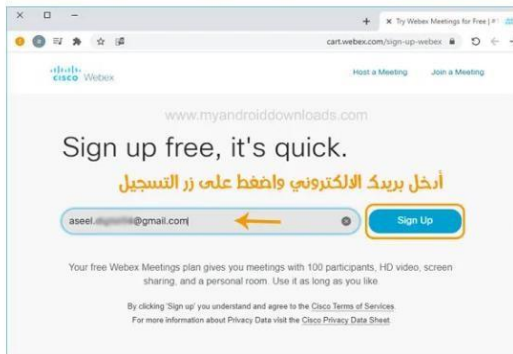 Try Webex Meetings for Free |
cart.webex.com/sign-up-webex
CISCO Webex
Host a Meeting
Join a Meeting
www.myandroiddownloads.com
Sign up free, it's quick.
أدخل بريدك الالكتروني واضغط على زر التسجيل
aseel. @gmail.com
Sign Up
Your free Webex Meetings plan gives you meetings with 100 participants, HD video, screen
sharing, and a personal room. Use it as long as you like
By clicking 'Sign up' you understand and agree to the Cisco Terms of Services
For more information about Privacy Data visit the Cisco Privacy Data Sheet